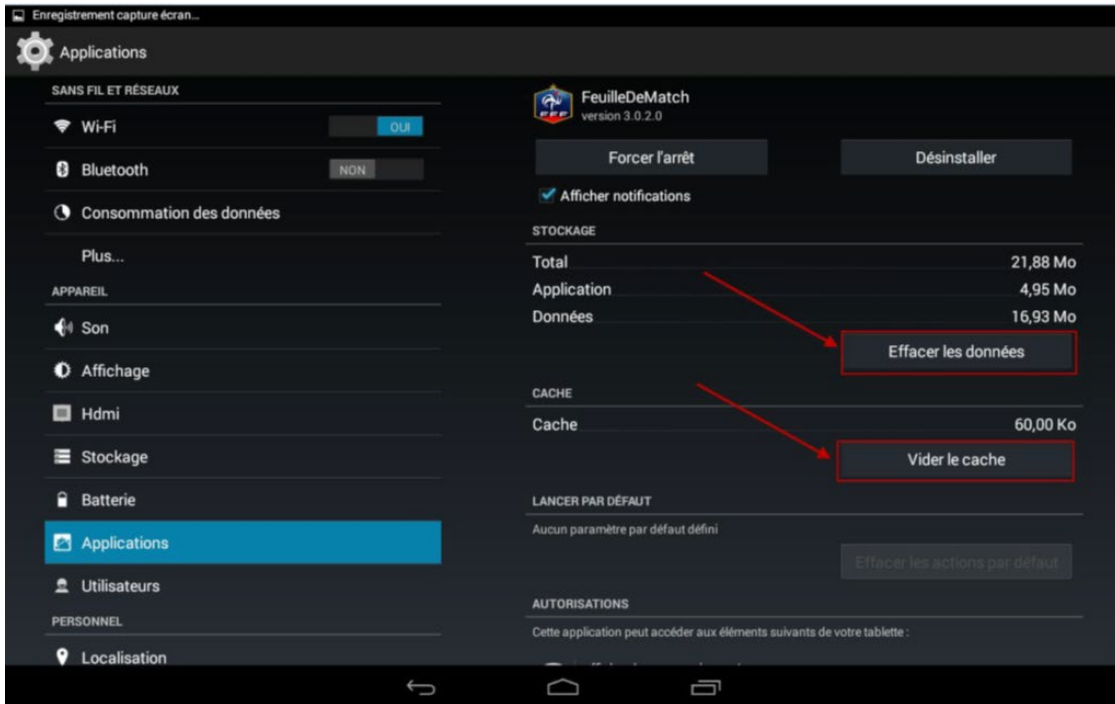 Enregistrement capture écran...
Applications
SANS FIL ET RÉSEAUX
Wi-Fi
OUI
Bluetooth
NON
Consommation des données
Plus...
APPAREIL
Son
Affichage
Hdmi
Stockage
Batterie
Applications
Utilisateurs
PERSONNEL
Localisation
FFF
FeuilleDeMatch
version 3.0.2.0
Forcer l'arrêt
Désinstaller
Afficher notifications
STOCKAGE
Total 21,88 Mo
Application 4,95 Mo
Données 16,93 Mo
Effacer les données
CACHE
Cache 60,00 Ko
Vider le cache
LANCER PAR DÉFAUT
Aucun paramètre par défaut défini
Effacer les actions par défaut
AUTORISATIONS
Cette application peut accéder aux éléments suivants de votre tablette :